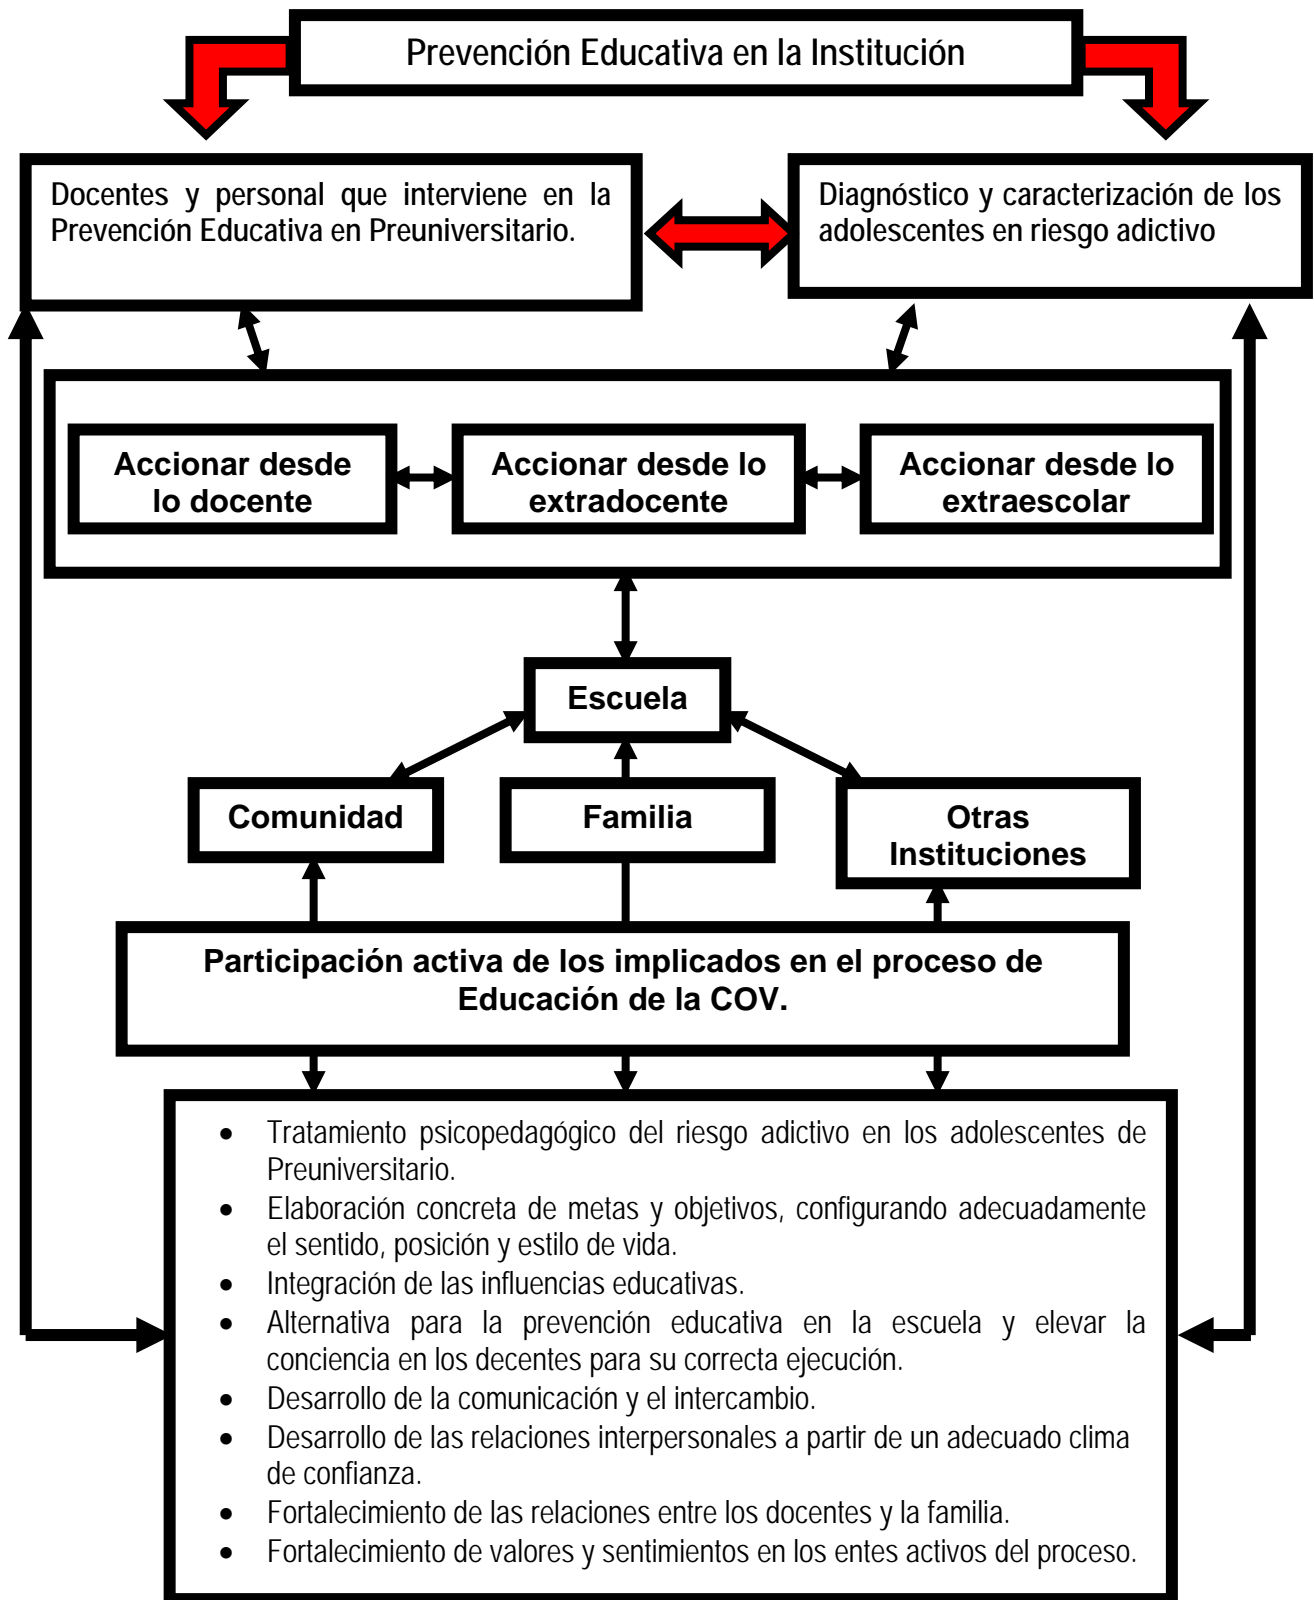 Prevención Educativa en la Institución
Docentes y personal que interviene en la
Prevención Educativa en Preuniversitario.
Diagnóstico y caracterización de los
adolescentes en riesgo adictivo
Accionar desde
lo docente
Accionar desde lo
extradocente
Accionar desde lo
extraescolar
Escuela
Comunidad
Familia
Otras
Instituciones
Participación activa de los implicados en el proceso de
Educación de la COV.
• Tratamiento psicopedagógico del riesgo adictivo en los adolescentes de
Preuniversitario.
• Elaboración concreta de metas y objetivos, configurando adecuadamente
el sentido, posición y estilo de vida.
• Integración de las influencias educativas.
• Alternativa para la prevención educativa en la escuela y elevar la
conciencia en los decentes para su correcta ejecución.
• Desarrollo de la comunicación y el intercambio.
• Desarrollo de las relaciones interpersonales a partir de un adecuado clima
de confianza.
• Fortalecimiento de las relaciones entre los docentes y la familia.
• Fortalecimiento de valores y sentimientos en los entes activos del proceso.